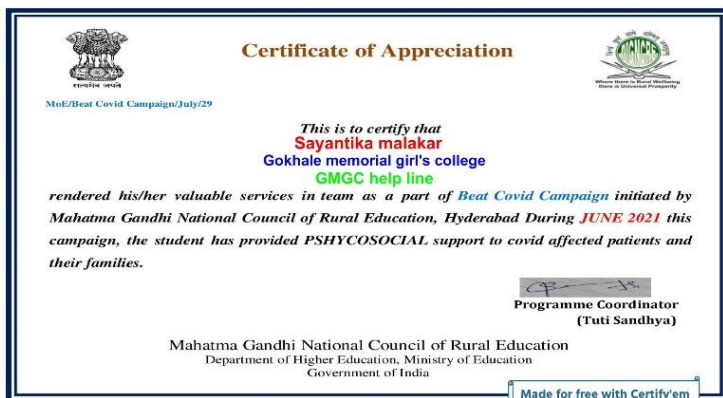 Certificate of Appreciation
सत्यमेव जयते
MGNCRE
Where there is Rural Wellbeing
there is Universal Prosperity
MoE/Beat Covid Campaign/July/29
This is to certify that
Sayantika malakar
Gokhale memorial girl's college
GMGC help line
rendered his/her valuable services in team as a part of Beat Covid Campaign initiated by
Mahatma Gandhi National Council of Rural Education, Hyderabad During JUNE 2021 this
campaign, the student has provided PSHYCOSOCIAL support to covid affected patients and
their families.
Programme Coordinator
(Tuti Sandhya)
Mahatma Gandhi National Council of Rural Education
Department of Higher Education, Ministry of Education
Government of India
Made for free with Certify'em